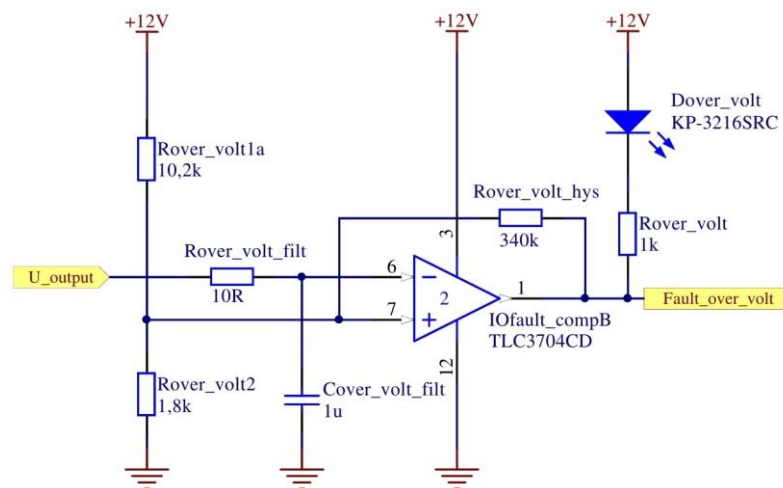 +12V
+12V
+12V
Dover_volt
KP-3216SRC
Rover_volt1a
10,2k
Rover_volt_hys
340k
3
Rover_volt
1k
Rover_volt_filt
10R
U_output
6
7
2
1
Fault_over_volt
IOfault_compB
TLC3704CD
12
Rover_volt2
1,8k
Cover_volt_filt
1u